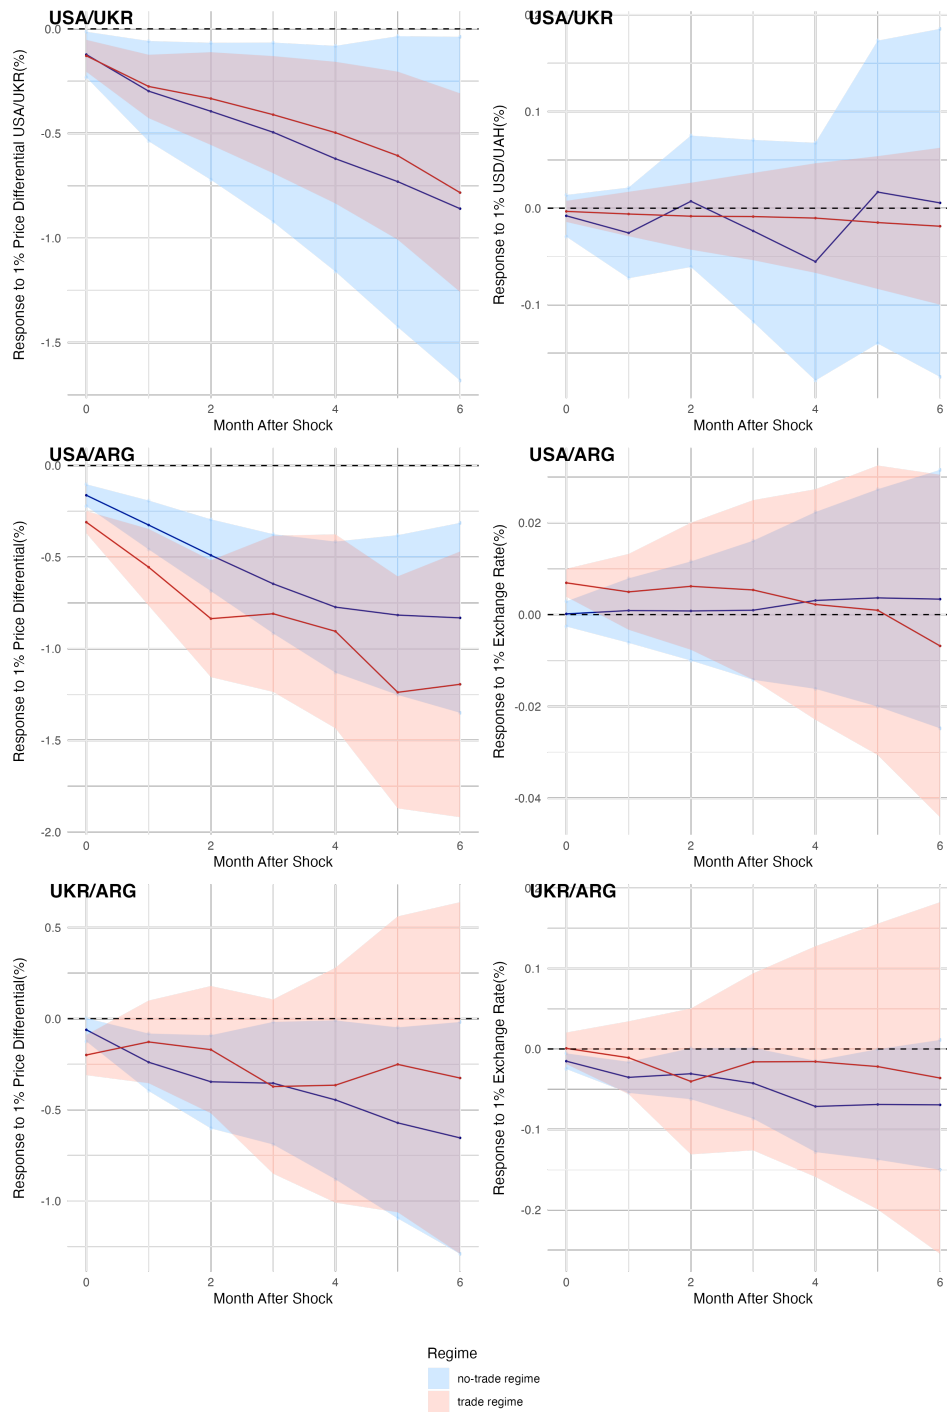 USA/UKR
Response to 1% Price Differential USA/UKR(%)
0.0
-0.5
-1.0
-1.5
0
2
4
6
Month After Shock
USA/UKR
Response to 1% USD/UAH(%)
0.2
0.1
0.0
-0.1
0
2
4
6
Month After Shock
USA/ARG
Response to 1% Price Differential(%)
0.0
-0.5
-1.0
-1.5
-2.0
0
2
4
6
Month After Shock
USA/ARG
Response to 1% Exchange Rate(%)
0.02
0.00
-0.02
-0.04
0
2
4
6
Month After Shock
UKR/ARG
Response to 1% Price Differential(%)
0.5
0.0
-0.5
-1.0
0
2
4
6
Month After Shock
UKR/ARG
Response to 1% Exchange Rate(%)
0.2
0.1
0.0
-0.1
-0.2
0
2
4
6
Month After Shock
Regime
no-trade regime
trade regime